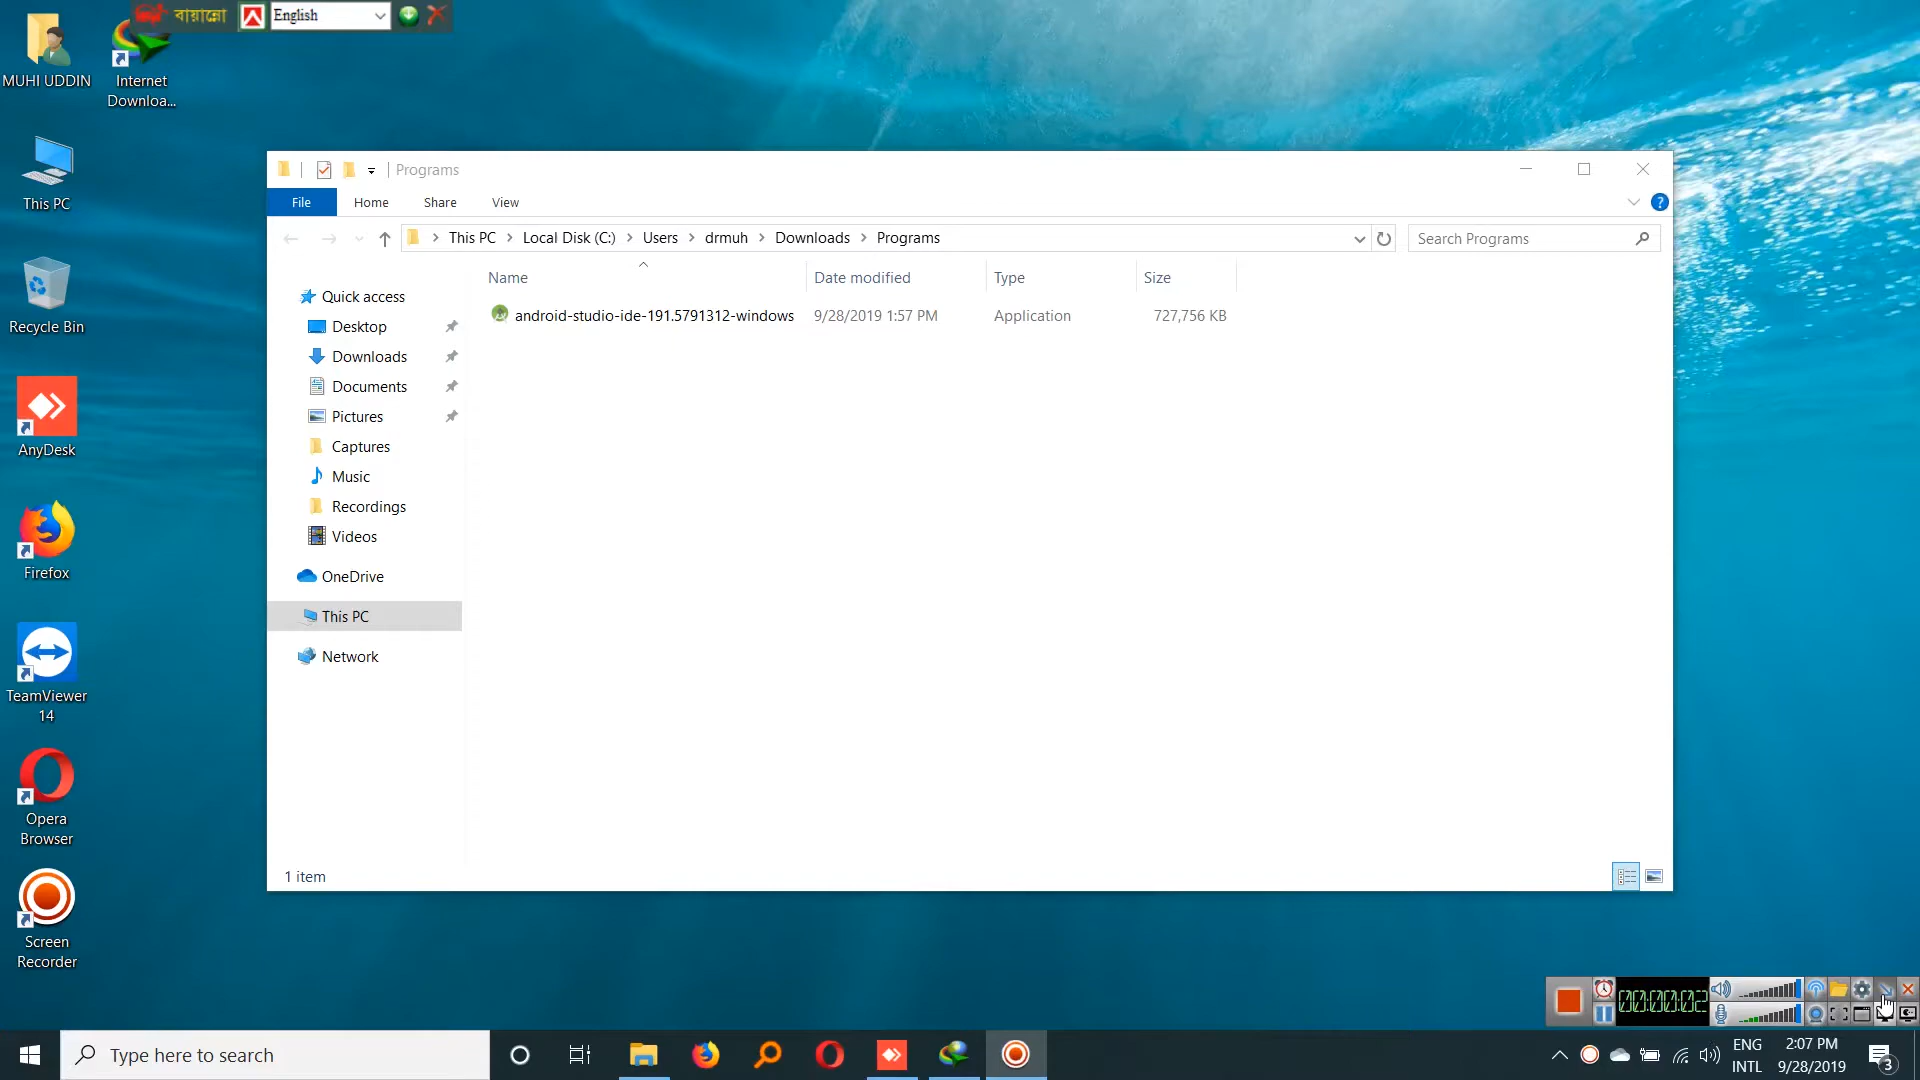 বায়ান্নো
English
MUHI UDDIN
Internet
Downloa...
This PC
Recycle Bin
AnyDesk
Firefox
TeamViewer
14
Opera
Browser
Screen
Recorder
Programs
File Home Share View
This PC Local Disk (C:) Users drmuh Downloads Programs
Search Programs
Name Date modified Type Size
android-studio-ide-191.5791312-windows 9/28/2019 1:57 PM Application 727,756 KB
Quick access
Desktop
Downloads
Documents
Pictures
Captures
Music
Recordings
Videos
OneDrive
This PC
Network
1 item
00:00:02
Type here to search
ENG
INTL
2:07 PM
9/28/2019
3